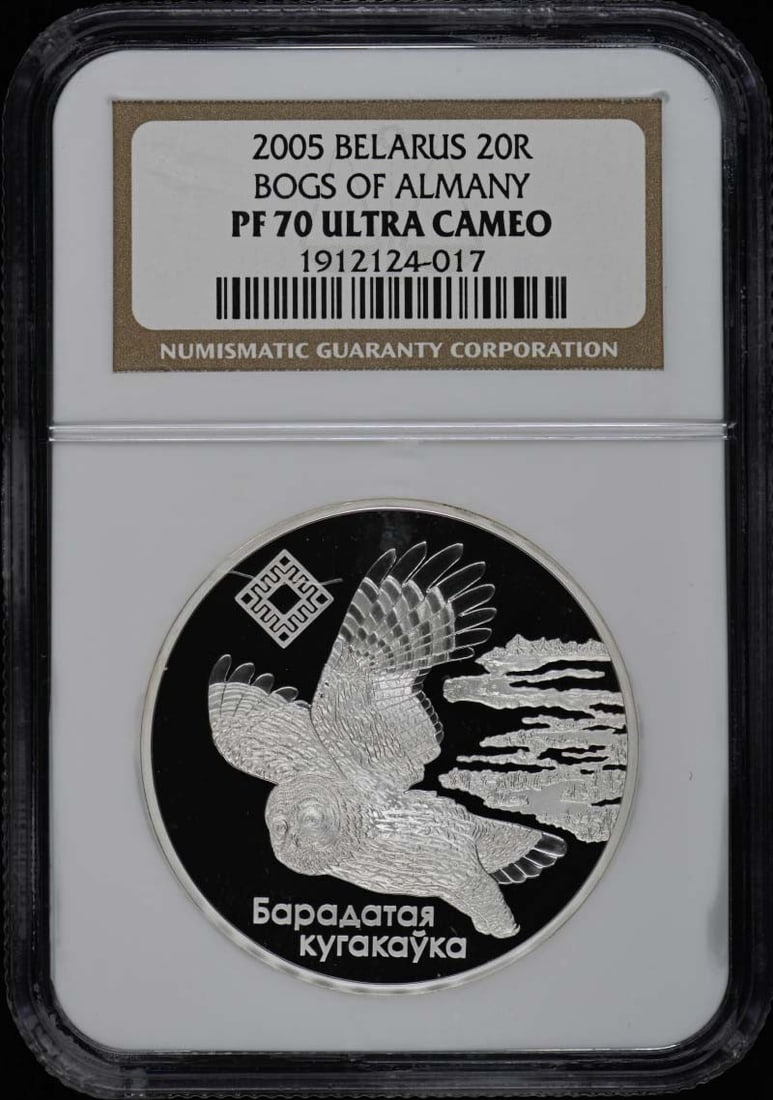 2005 BELARUS 20R
BOGS OF ALMANY
PF 70 ULTRA CAMEO
1912124-017
NUMISMATIC GUARANTY CORPORATION
Барадатая
кугакаўка